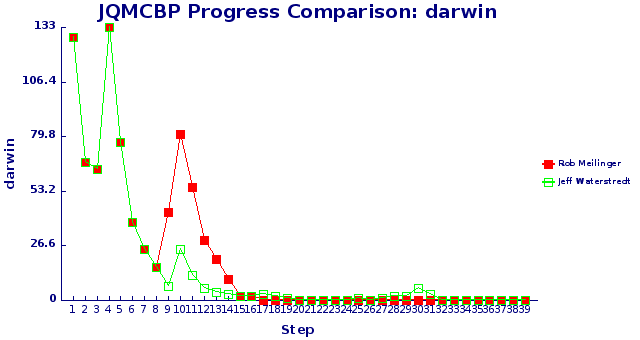 JQMCBP Progress Comparison: darwin
133
106.4
79.8
53.2
26.6
0
darwin
1 2 3 4 5 6 7 8 9 10 11 12 13 14 15 16 17 18 19 20 21 22 23 24 25 26 27 28 29 30 31 32 33 34 35 36 37 38 39
Step
Rob Meilinger
Jeff Waterstredt